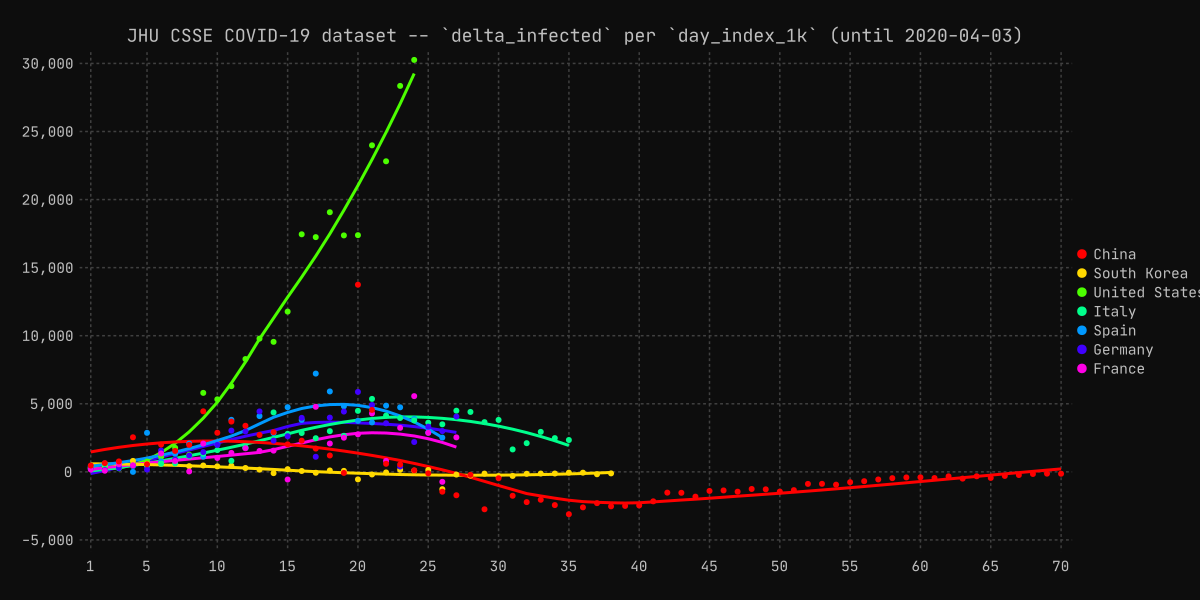 JHU CSSE COVID-19 dataset -- `delta_infected` per `day_index_1k` (until 2020-04-03)
30,000
25,000
20,000
15,000
10,000
5,000
0
−5,000
1 5 10 15 20 25 30 35 40 45 50 55 60 65 70
China
South Korea
United States
Italy
Spain
Germany
France